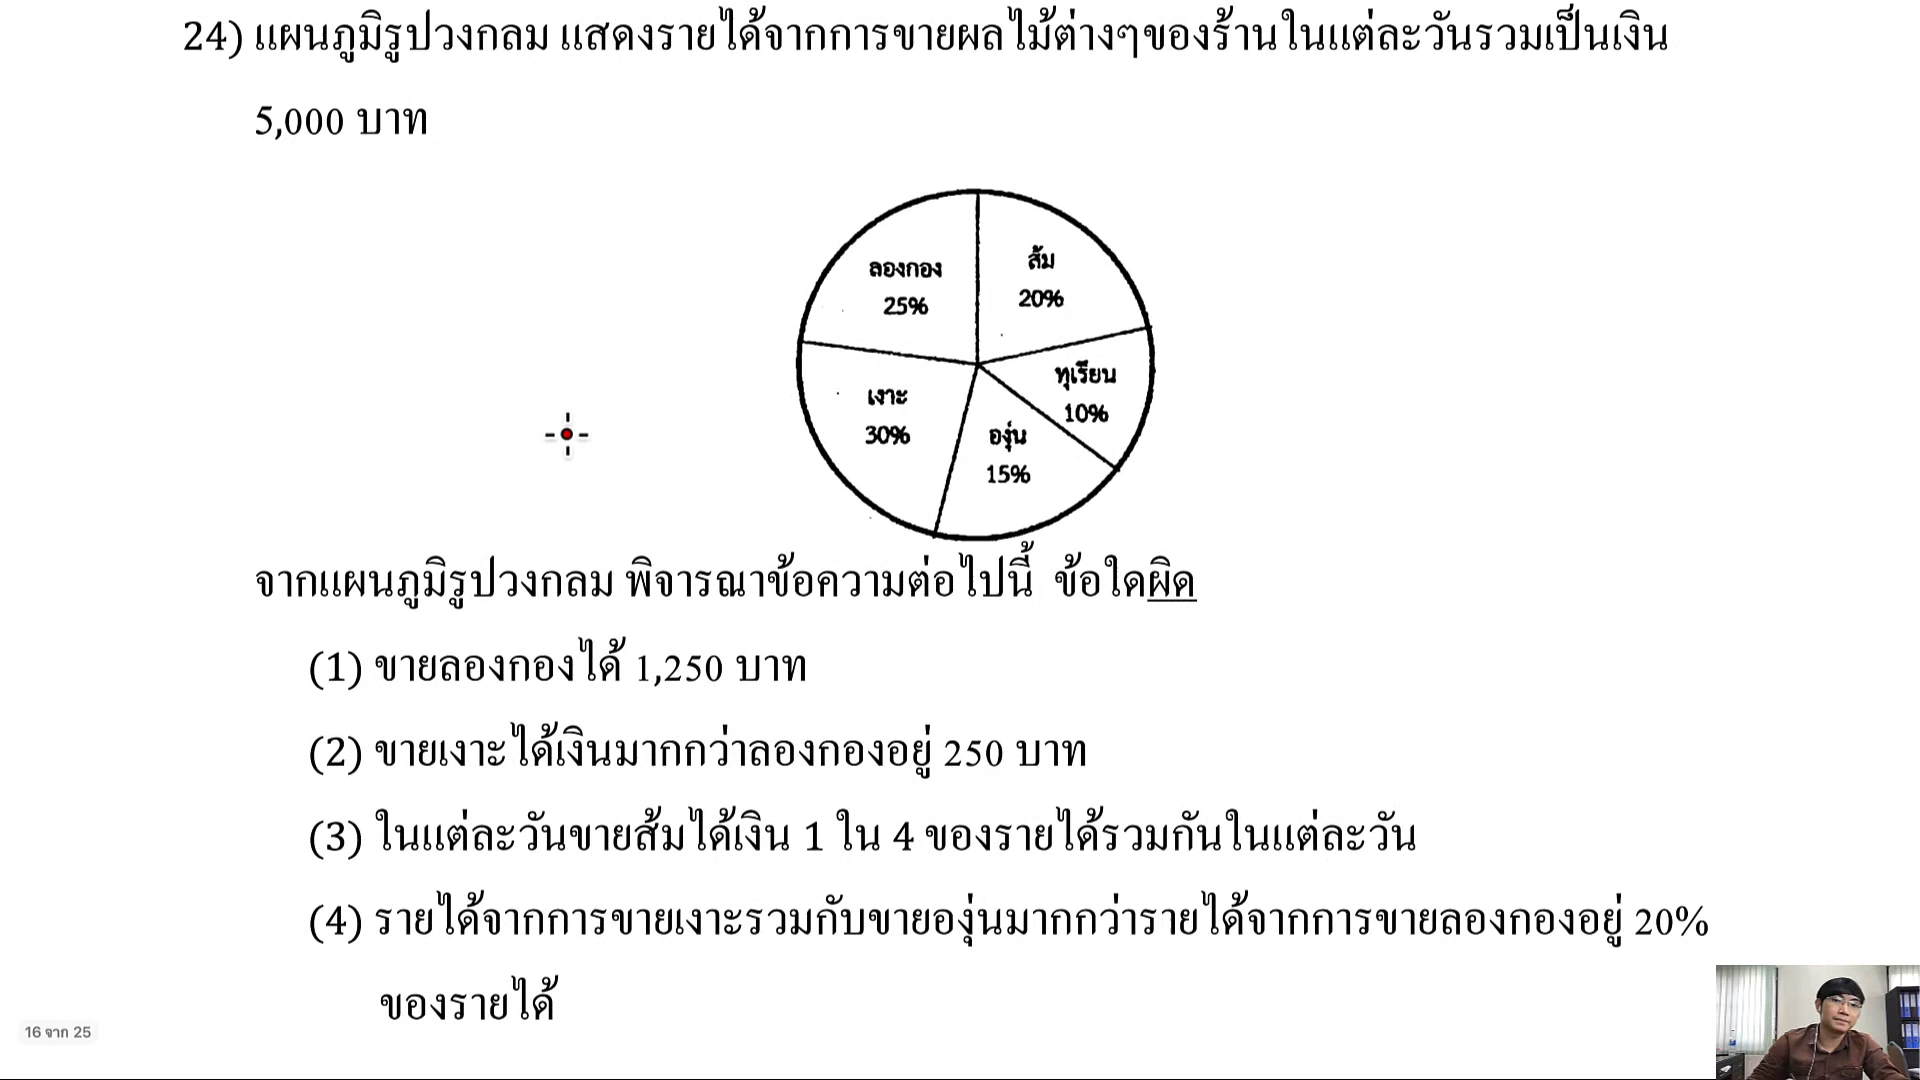 24) แผนภูมิรูปวงกลม แสดงรายได้จากการขายผลไม้ต่างๆของร้านในแต่ละวันรวมเป็นเงิน
5,000 บาท
ลองกอง
25%
ส้ม
20%
ทุเรียน
10%
เงาะ
30%
องุ่น
15%
จากแผนภูมิรูปวงกลม พิจารณาข้อความต่อไปนี้ ข้อใดผิด
(1) ขายลองกองได้ 1,250 บาท
(2) ขายเงาะได้เงินมากกว่าลองกองอยู่ 250 บาท
(3) ในแต่ละวันขายส้มได้เงิน 1 ใน 4 ของรายได้รวมกันในแต่ละวัน
(4) รายได้จากการขายเงาะรวมกับขายองุ่นมากกว่ารายได้จากการขายลองกองอยู่ 20%
ของรายได้
16 จาก 25